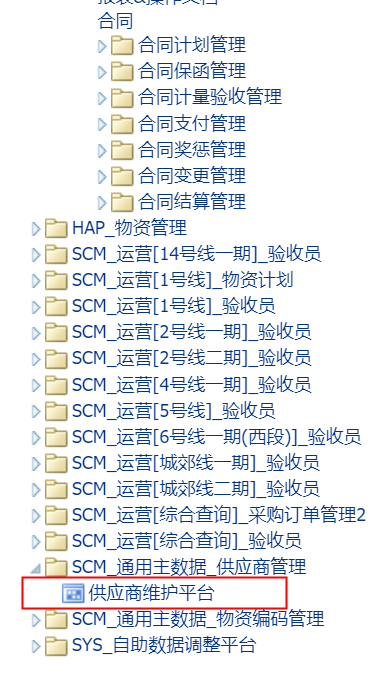 报表&操作文档
合同
合同计划管理
合同保函管理
合同计量验收管理
合同支付管理
合同奖惩管理
合同变更管理
合同结算管理
HAP_物资管理
SCM_运营[14号线一期]_验收员
SCM_运营[1号线]_物资计划
SCM_运营[1号线]_验收员
SCM_运营[2号线一期]_验收员
SCM_运营[2号线二期]_验收员
SCM_运营[4号线一期]_验收员
SCM_运营[5号线]_验收员
SCM_运营[6号线一期(西段)]_验收员
SCM_运营[城郊线一期]_验收员
SCM_运营[城郊线二期]_验收员
SCM_运营[综合查询]_采购订单管理2
SCM_运营[综合查询]_验收员
SCM_通用主数据_供应商管理
供应商维护平台
SCM_通用主数据_物资编码管理
SYS_自助数据调整平台